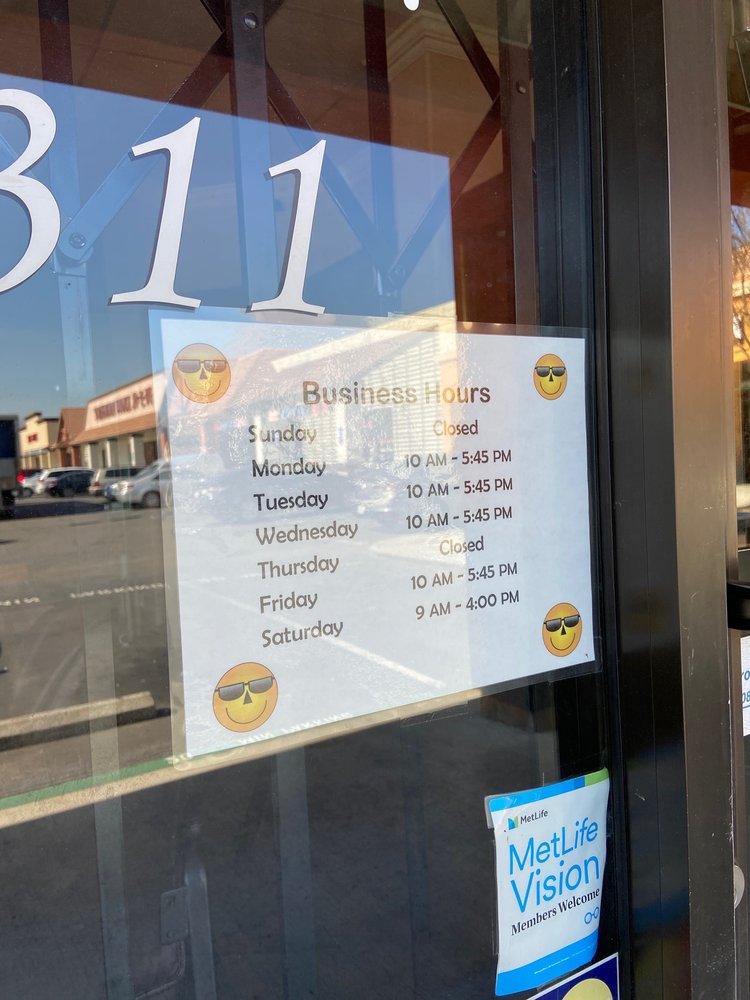 311
Business Hours
Sunday Closed
Monday 10 AM - 5:45 PM
Tuesday 10 AM - 5:45 PM
Wednesday 10 AM - 5:45 PM
Thursday Closed
Friday 10 AM - 5:45 PM
Saturday 9 AM - 4:00 PM
MetLife
MetLife
Vision
Members Welcome